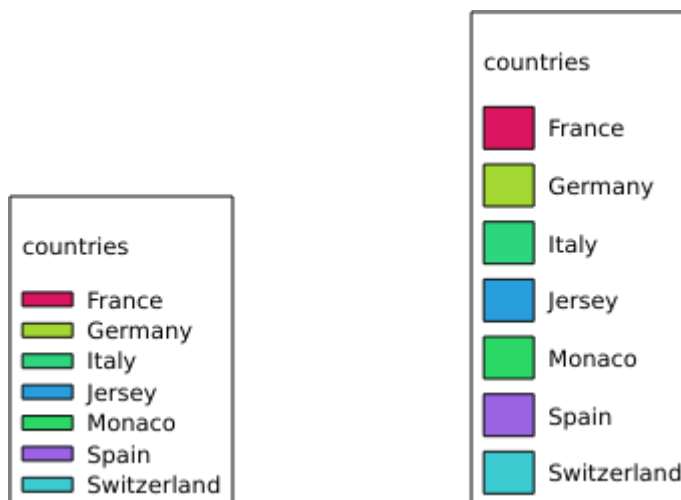 countries
France
Germany
Italy
Jersey
Monaco
Spain
Switzerland
countries
France
Germany
Italy
Jersey
Monaco
Spain
Switzerland